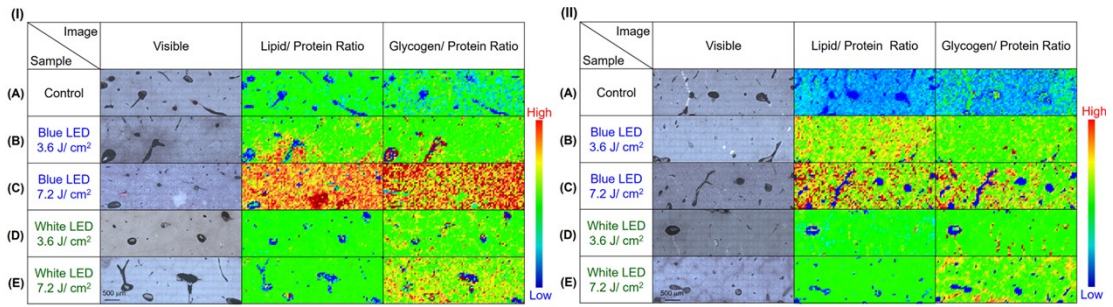 (I)
Image
Sample
Visible
Lipid/ Protein Ratio
Glycogen/ Protein Ratio
(A)
Control
(B)
Blue LED
3.6 J/ cm²
(C)
Blue LED
7.2 J/ cm²
(D)
White LED
3.6 J/ cm²
(E)
White LED
7.2 J/ cm²
500 μm
High
Low
(II)
Image
Sample
Visible
Lipid/ Protein Ratio
Glycogen/ Protein Ratio
(A)
Control
(B)
Blue LED
3.6 J/ cm²
(C)
Blue LED
7.2 J/ cm²
(D)
White LED
3.6 J/ cm²
(E)
White LED
7.2 J/ cm²
500 μm
High
Low